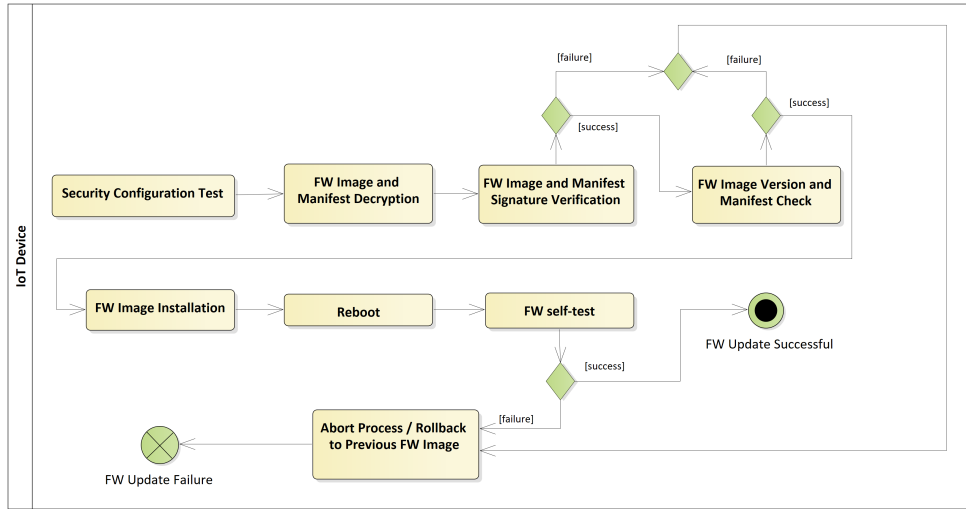 IoT Device
[failure]
[failure]
[success]
[success]
Security Configuration Test
FW Image and
Manifest Decryption
FW Image and Manifest
Signature Verification
FW Image Version and
Manifest Check
FW Image Installation
Reboot
FW self-test
FW Update Successful
[success]
[failure]
Abort Process / Rollback
to Previous FW Image
FW Update Failure